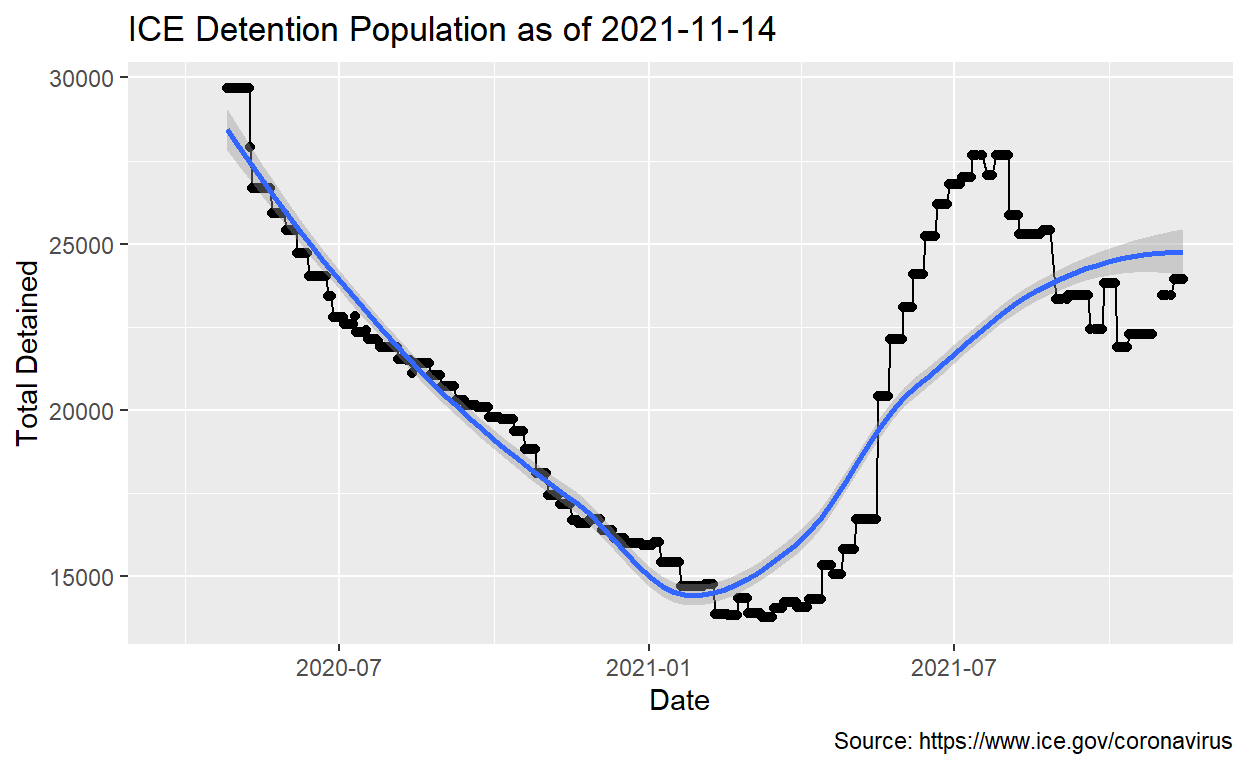 ICE Detention Population as of 2021-11-14
30000
25000
20000
15000
Total Detained
2020-07
2021-01
2021-07
Date
Source: https://www.ice.gov/coronavirus